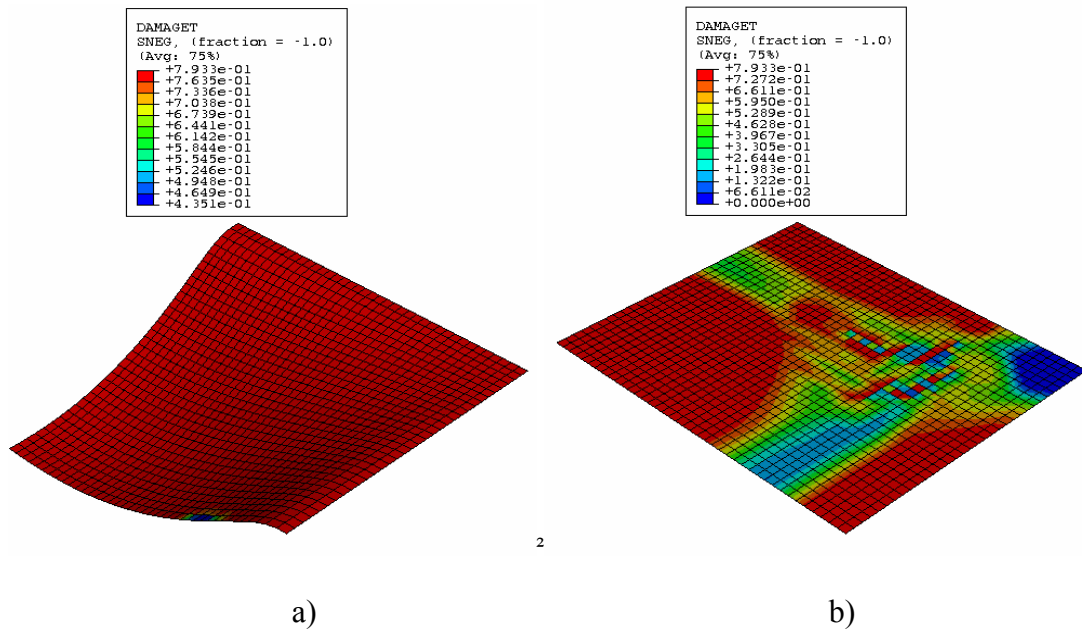 DAMAGET
SNEG, (fraction = -1.0)
(Avg: 75%)
+7.933e-01
+7.635e-01
+7.336e-01
+7.038e-01
+6.739e-01
+6.441e-01
+6.142e-01
+5.844e-01
+5.545e-01
+5.246e-01
+4.948e-01
+4.649e-01
+4.351e-01
DAMAGET
SNEG, (fraction = -1.0)
(Avg: 75%)
+7.933e-01
+7.272e-01
+6.611e-01
+5.950e-01
+5.289e-01
+4.628e-01
+3.967e-01
+3.305e-01
+2.644e-01
+1.983e-01
+1.322e-01
+6.611e-02
+0.000e+00
2
a)
b)